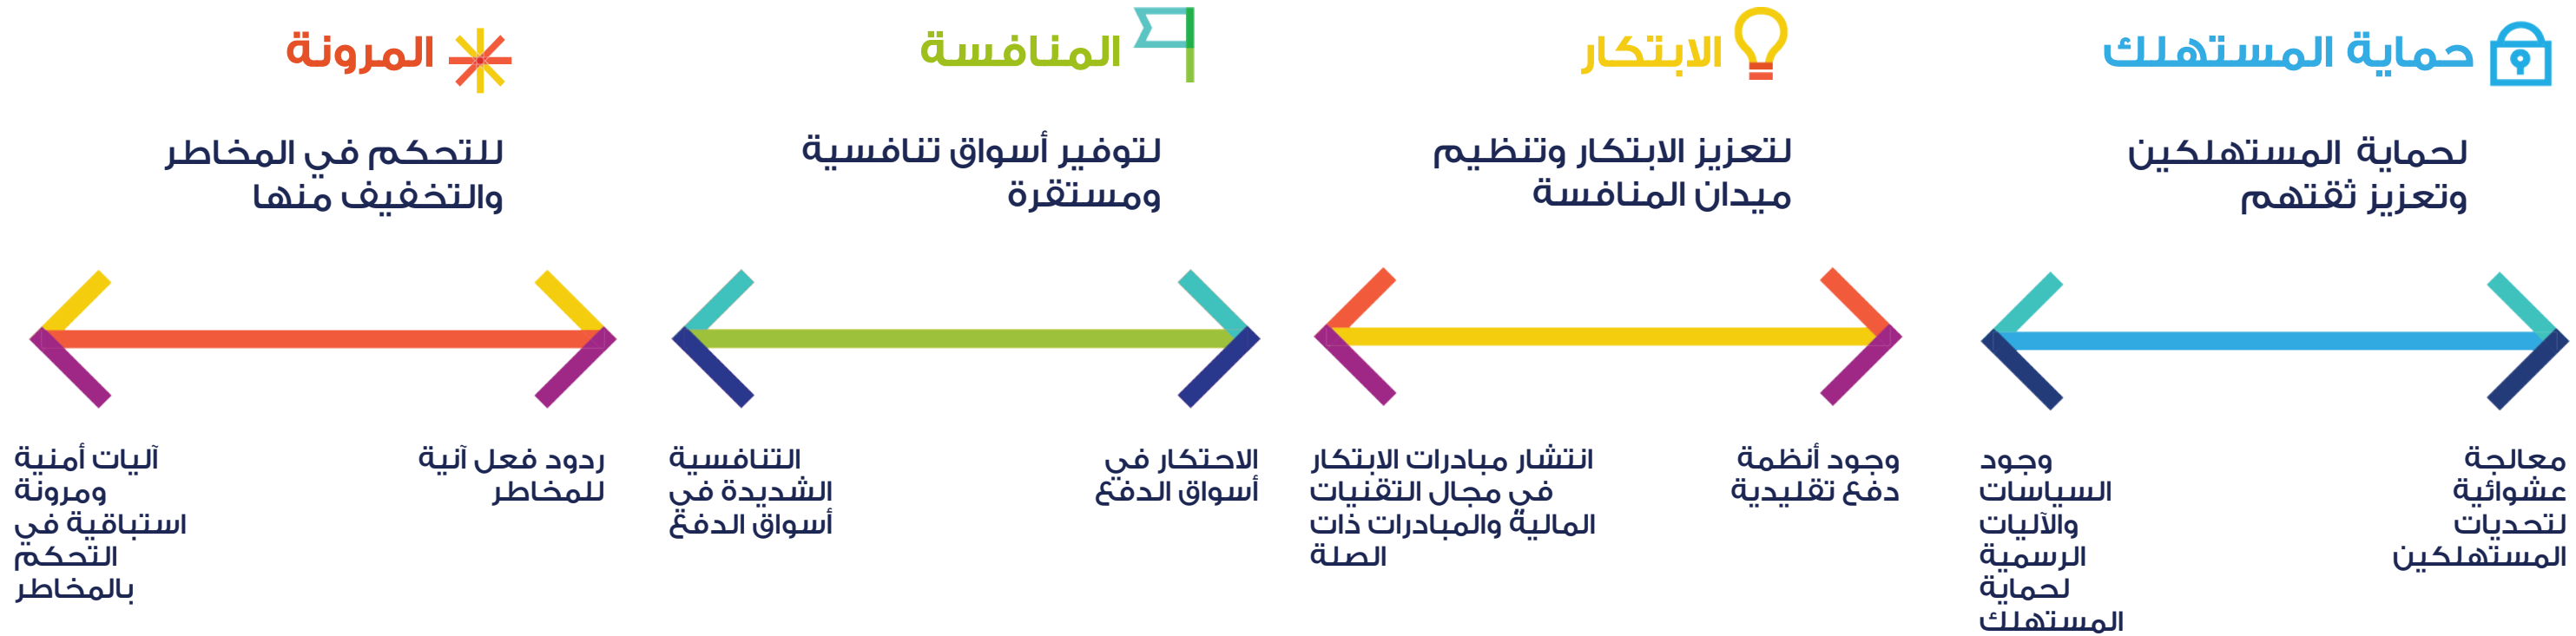 حماية المستهلك
لحماية المستهلكين
وتعزيز ثقتهم
معالجة
عشوائية
لتحديات
المستهلكين
وجود
السياسات
والآليات
الرسمية
لحماية
المستهلك
الابتكار
لتعزيز الابتكار وتنظيم
ميدان المنافسة
وجود أنظمة
دفع تقليدية
انتشار مبادرات الابتكار
في مجال التقنيات
المالية والمبادرات ذات
الصلة
المنافسة
لتوفير أسواق تنافسية
ومستقرة
الاحتكار في
أسواق الدفع
التنافسية
الشديدة في
أسواق الدفع
المرونة
للتحكم في المخاطر
والتخفيف منها
ردود فعل آنية
للمخاطر
آليات أمنية
ومرونة
استباقية في
التحكم
بالمخاطر